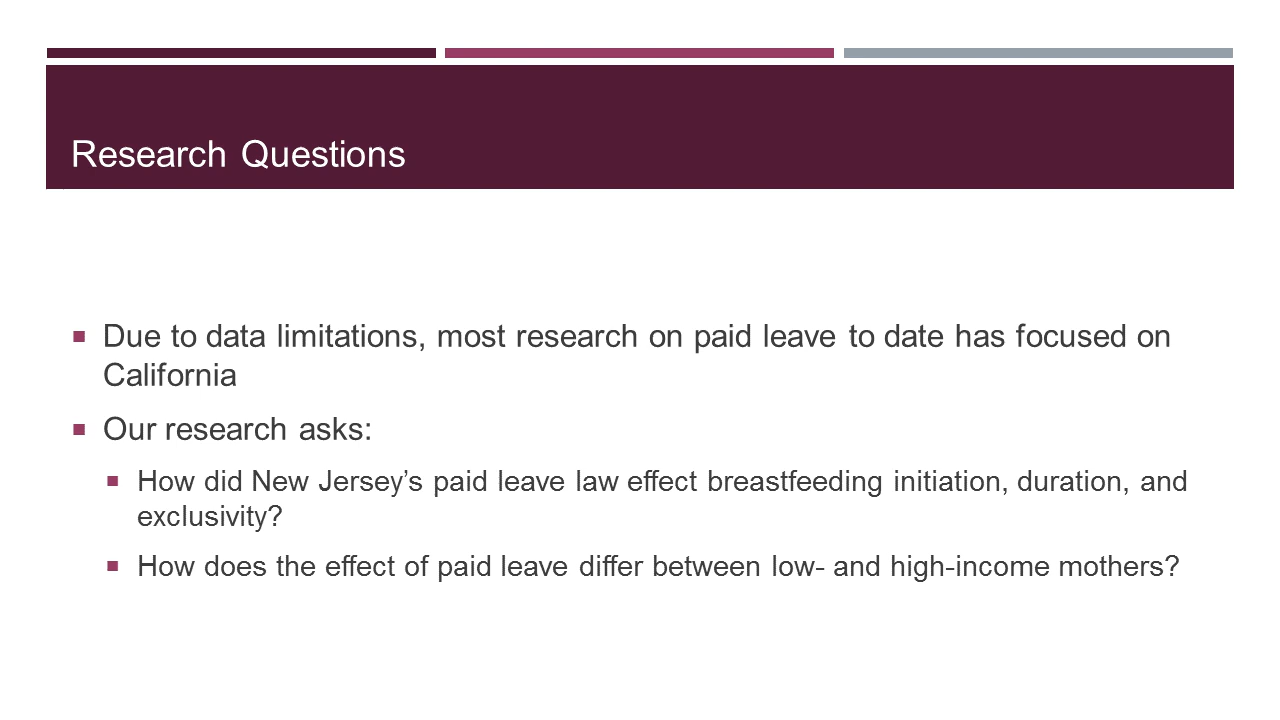 Research Questions
Due to data limitations, most research on paid leave to date has focused on
California
Our research asks:
How did New Jersey’s paid leave law effect breastfeeding initiation, duration, and
exclusivity?
How does the effect of paid leave differ between low- and high-income mothers?